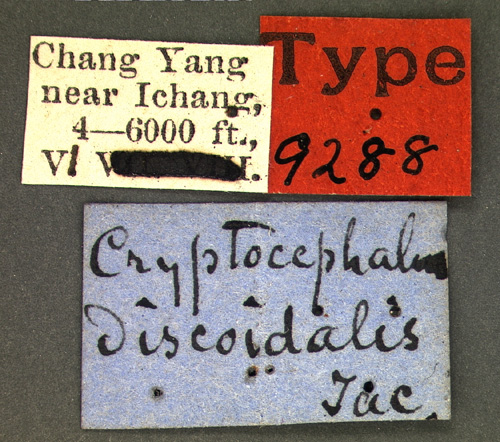 Chang Yang
near Ichang,
4—6000 ft.,
VI
Type
9288
Cryptocephalus
discoidalis
Jac.